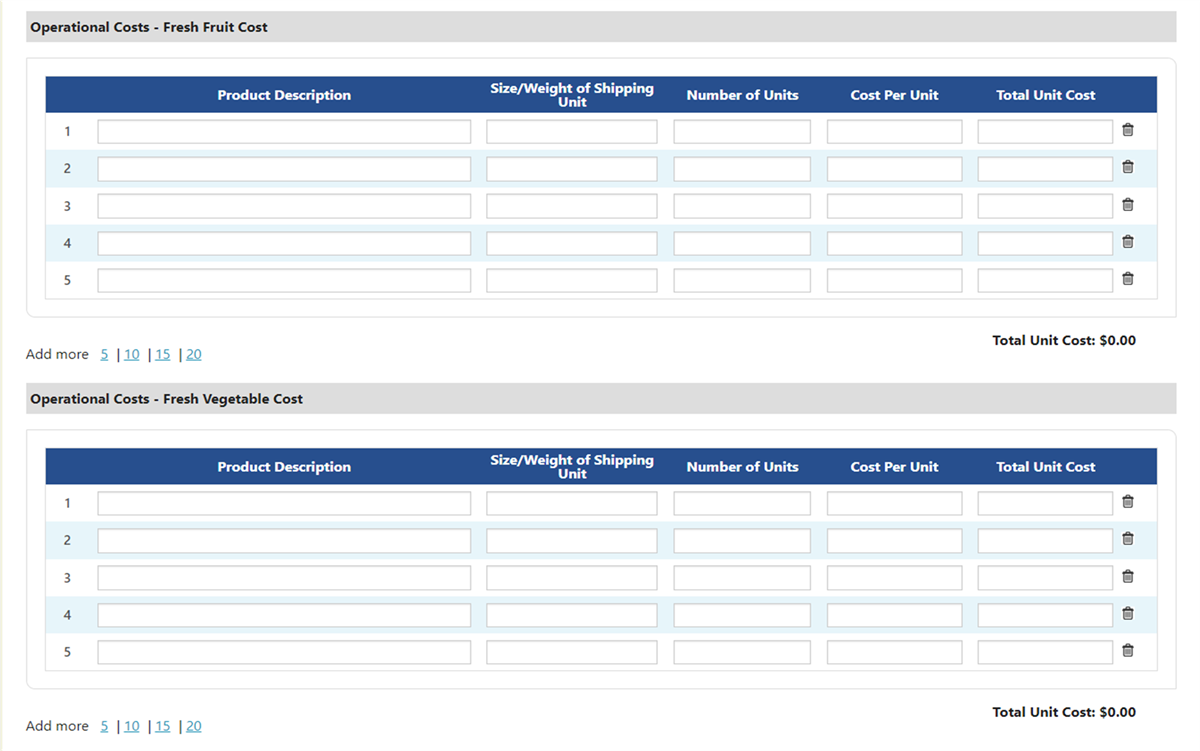 Operational Costs - Fresh Fruit Cost
Product Description Size/Weight of Shipping Unit Number of Units Cost Per Unit Total Unit Cost
1
2
3
4
5
Total Unit Cost: $0.00
Add more 5 | 10 | 15 | 20
Operational Costs - Fresh Vegetable Cost
Product Description Size/Weight of Shipping Unit Number of Units Cost Per Unit Total Unit Cost
1
2
3
4
5
Total Unit Cost: $0.00
Add more 5 | 10 | 15 | 20